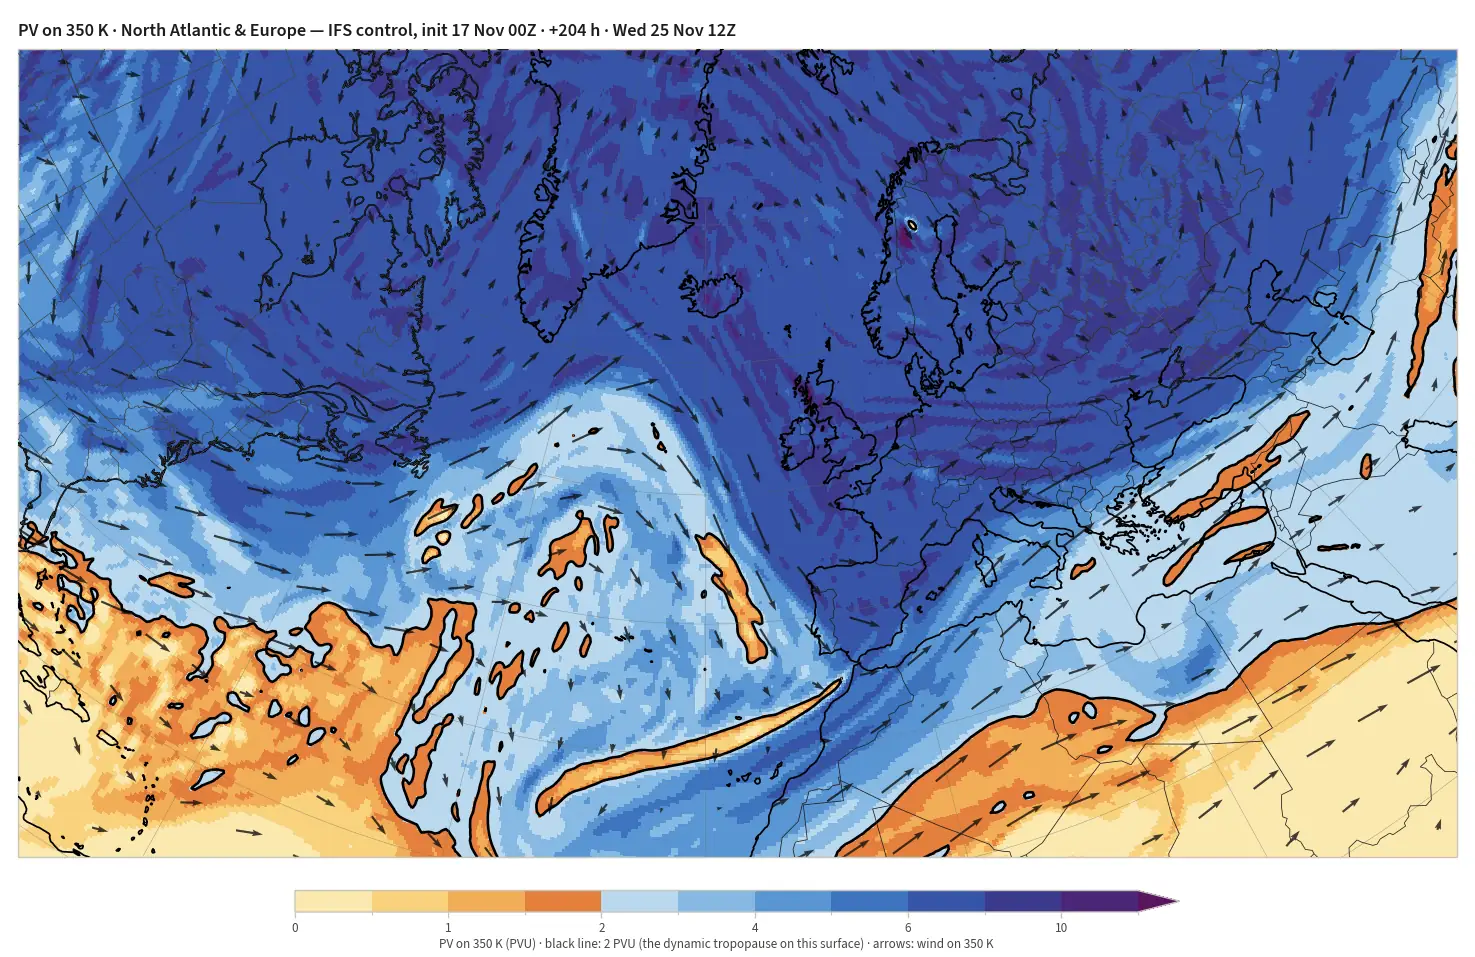 PV on 350 K · North Atlantic & Europe — IFS control, init 17 Nov 00Z · +204 h · Wed 25 Nov 12Z
0 1 2 4 6 10
PV on 350 K (PVU) · black line: 2 PVU (the dynamic tropopause on this surface) · arrows: wind on 350 K